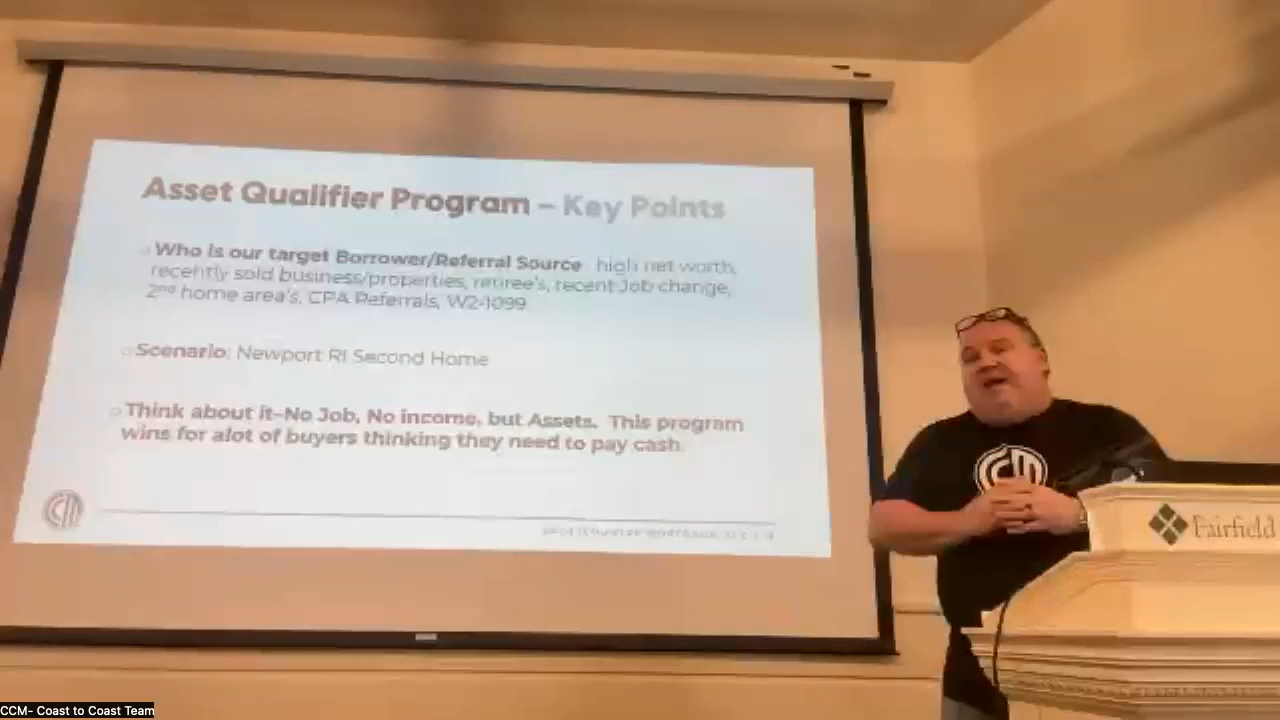 Asset Qualifier Program – Key Points
Who is our target Borrower/Referral Source high net worth,
recently sold business/properties, retiree's, recent Job change,
2nd home area's, CPA Referrals, W2-1099
Scenario: Newport RI Second Home
Think about it-No Job, No income, but Assets. This program
wins for alot of buyers thinking they need to pay cash.
Fairfield
CCM- Coast to Coast Team